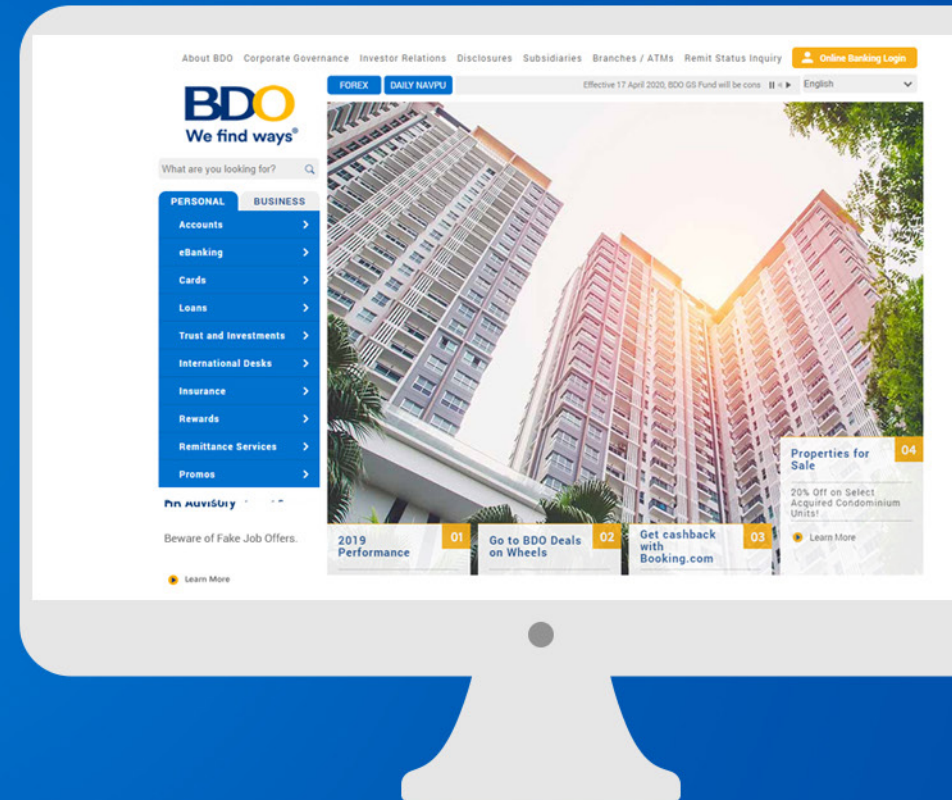 About BDO Corporate Governance Investor Relations Disclosures Subsidiaries Branches / ATMs Remit Status Inquiry Online Banking Login
FOREX DAILY NAVPU Effective 17 April 2020, BDO GS Fund will be cons English
BDO
We find ways®
What are you looking for?
PERSONAL BUSINESS
Accounts
eBanking
Cards
Loans
Trust and Investments
International Desks
Insurance
Rewards
Remittance Services
Promos
Advisory
Beware of Fake Job Offers.
Learn More
2019
Performance
01
Go to BDO Deals
on Wheels
02
Get cashback
with
Booking.com
03
Properties for
Sale
04
20% Off on Select
Acquired Condominium
Units!
Learn More